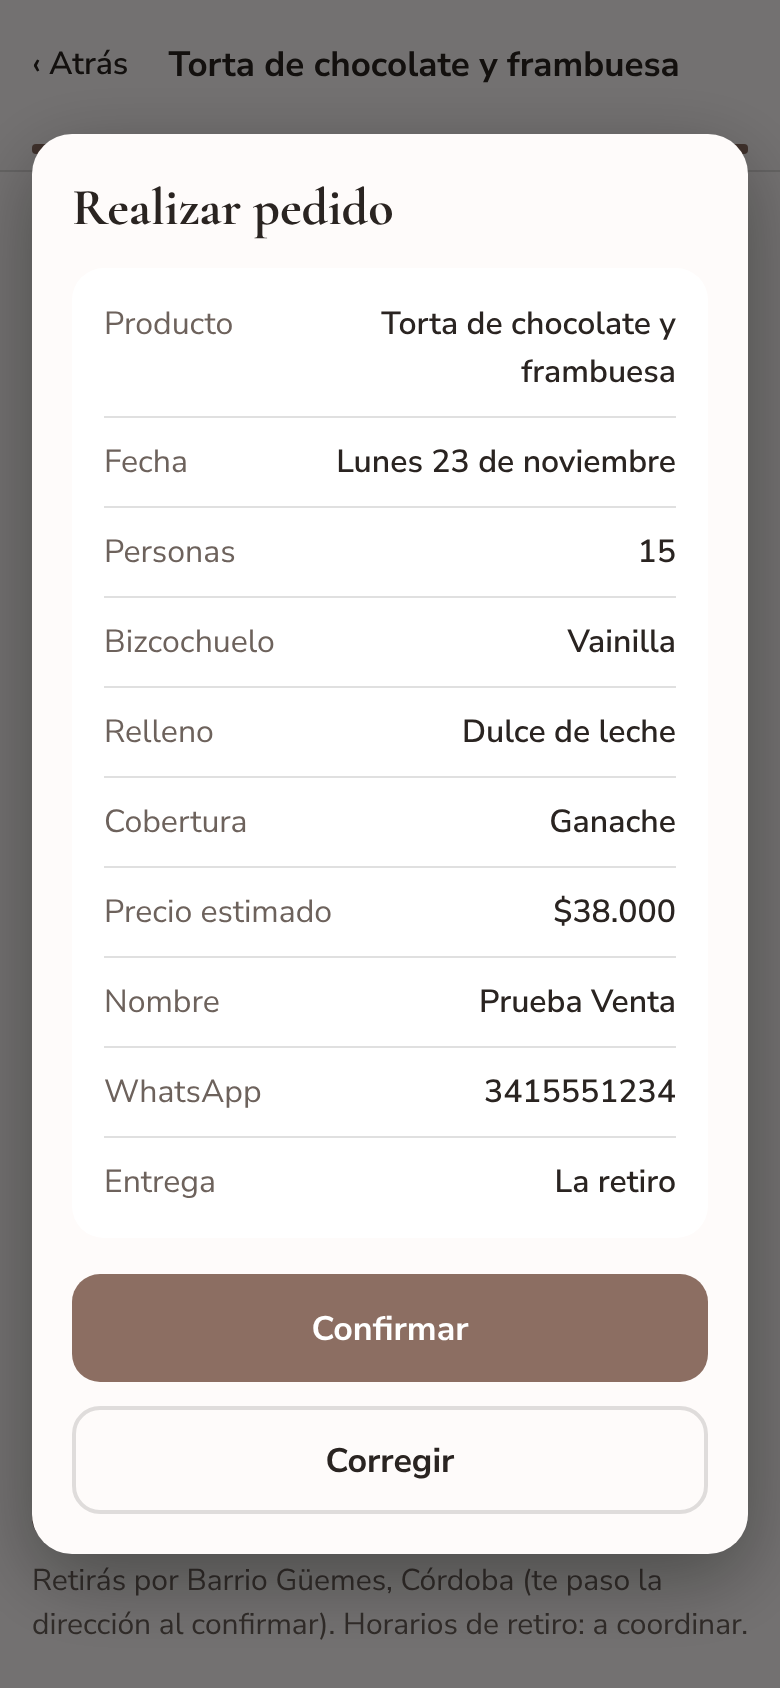 ‹ Atrás Torta de chocolate y frambuesa
Realizar pedido
Producto Torta de chocolate y
frambuesa
Fecha Lunes 23 de noviembre
Personas 15
Bizcochuelo Vainilla
Relleno Dulce de leche
Cobertura Ganache
Precio estimado $38.000
Nombre Prueba Venta
WhatsApp 3415551234
Entrega La retiro
Confirmar
Corregir
Retirás por Barrio Güemes, Córdoba (te paso la
dirección al confirmar). Horarios de retiro: a coordinar.